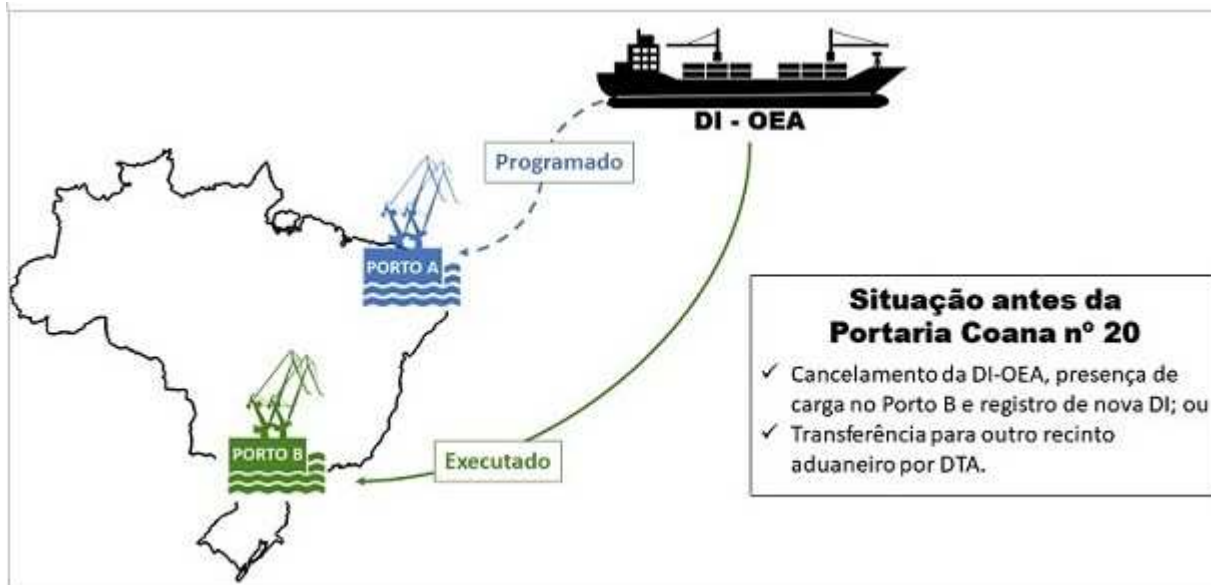 DI - OEA
Programado
PORTO A
PORTO B
Executado
Situação antes da
Portaria Coana nº 20
✓ Cancelamento da DI-OEA, presença de
carga no Porto B e registro de nova DI; ou
✓ Transferência para outro recinto
aduaneiro por DTA.